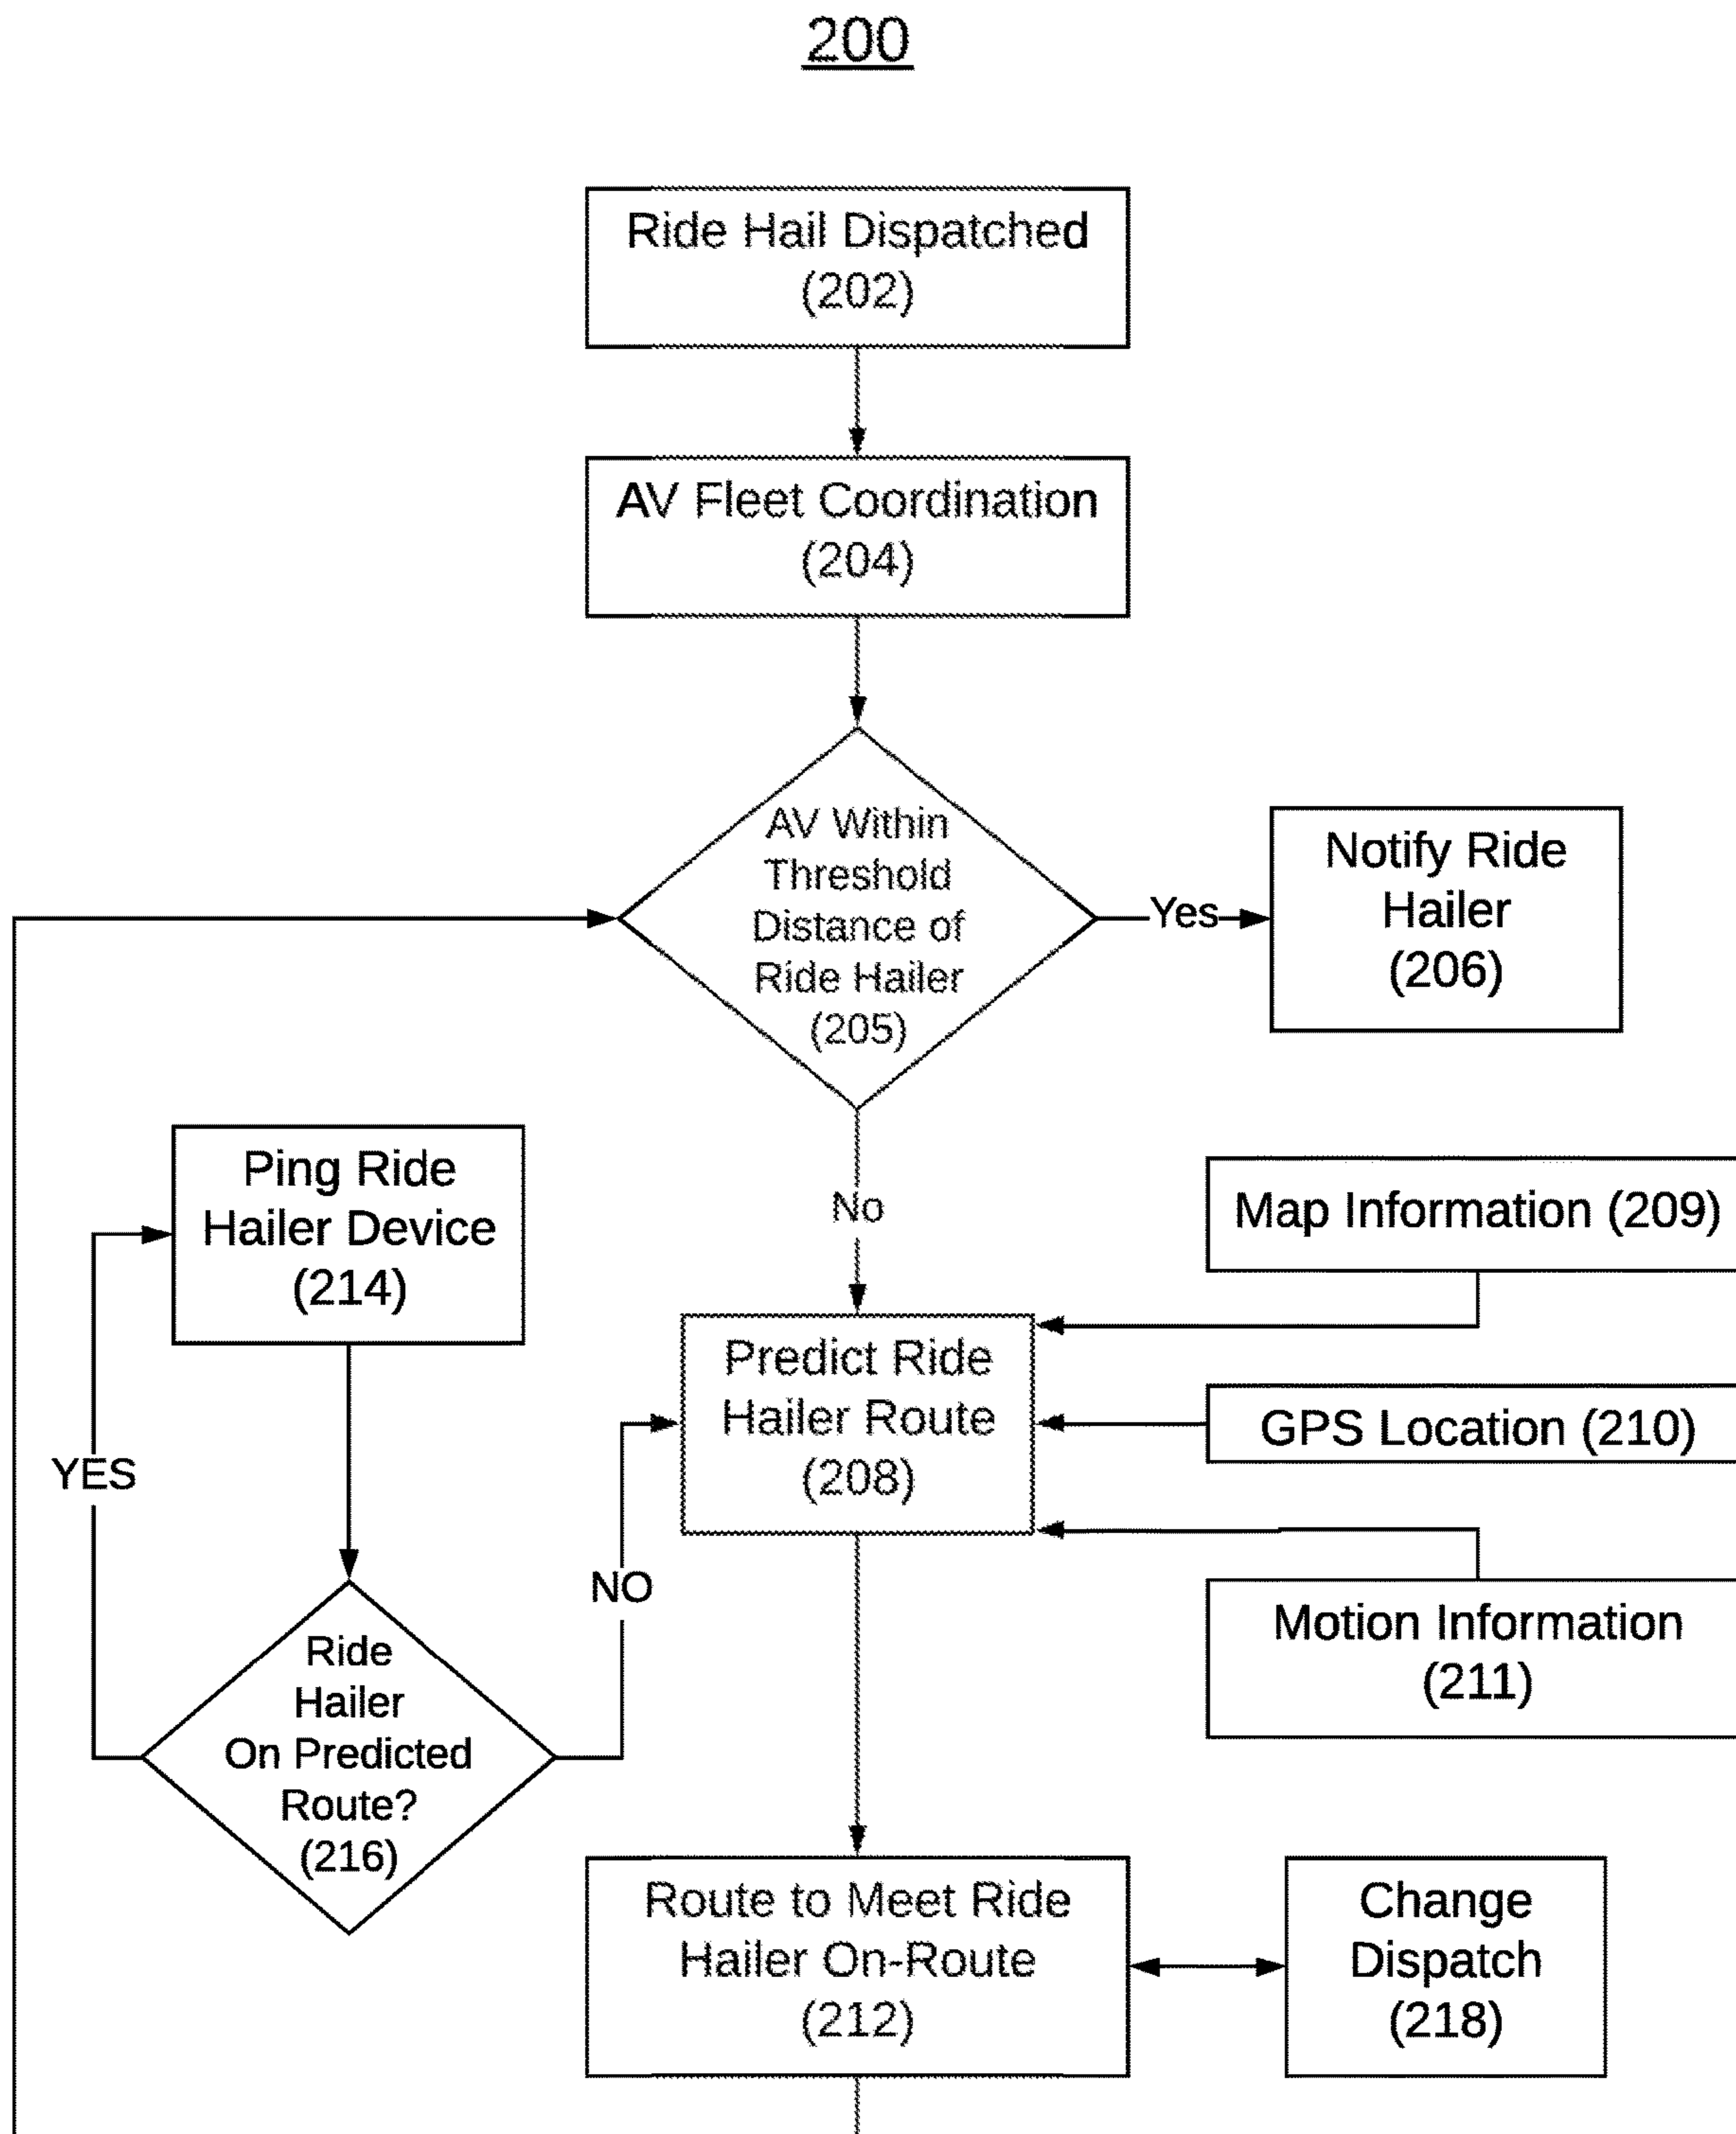 200
Ride Hail Dispatched
(202)
AV Fleet Coordination
(204)
AV Within
Threshold
Distance of
Ride Hailer
(205)
Yes
Notify Ride
Hailer
(206)
No
Ping Ride
Hailer Device
(214)
Map Information (209)
Predict Ride
Hailer Route
(208)
GPS Location (210)
YES
NO
Motion Information
(211)
Ride
Hailer
On Predicted
Route?
(216)
Route to Meet Ride
Hailer On-Route
(212)
Change
Dispatch
(218)